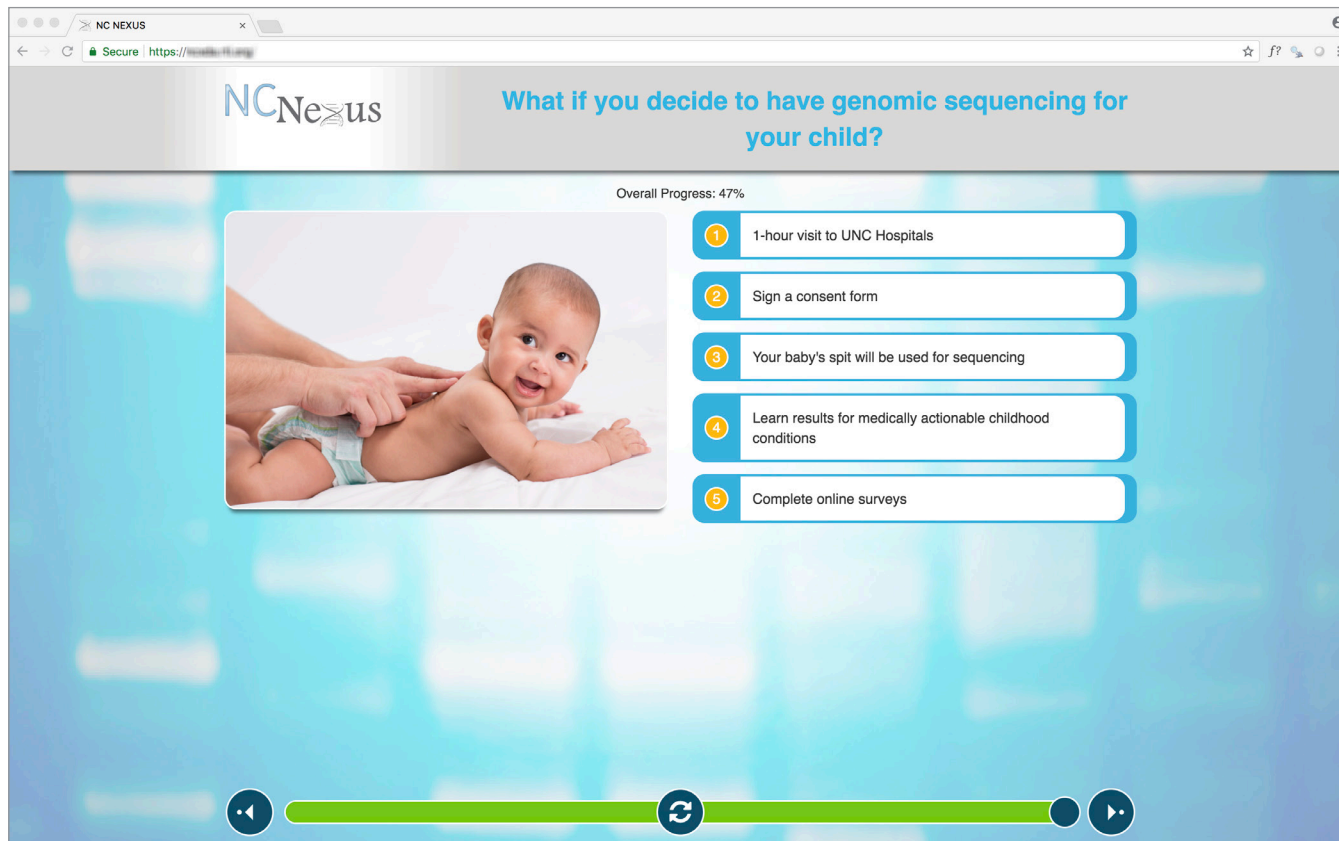 NC NEXUS
Secure https://
f?
NCNexus
What if you decide to have genomic sequencing for
your child?
Overall Progress: 47%
1 1-hour visit to UNC Hospitals
2 Sign a consent form
3 Your baby's spit will be used for sequencing
4 Learn results for medically actionable childhood
conditions
5 Complete online surveys